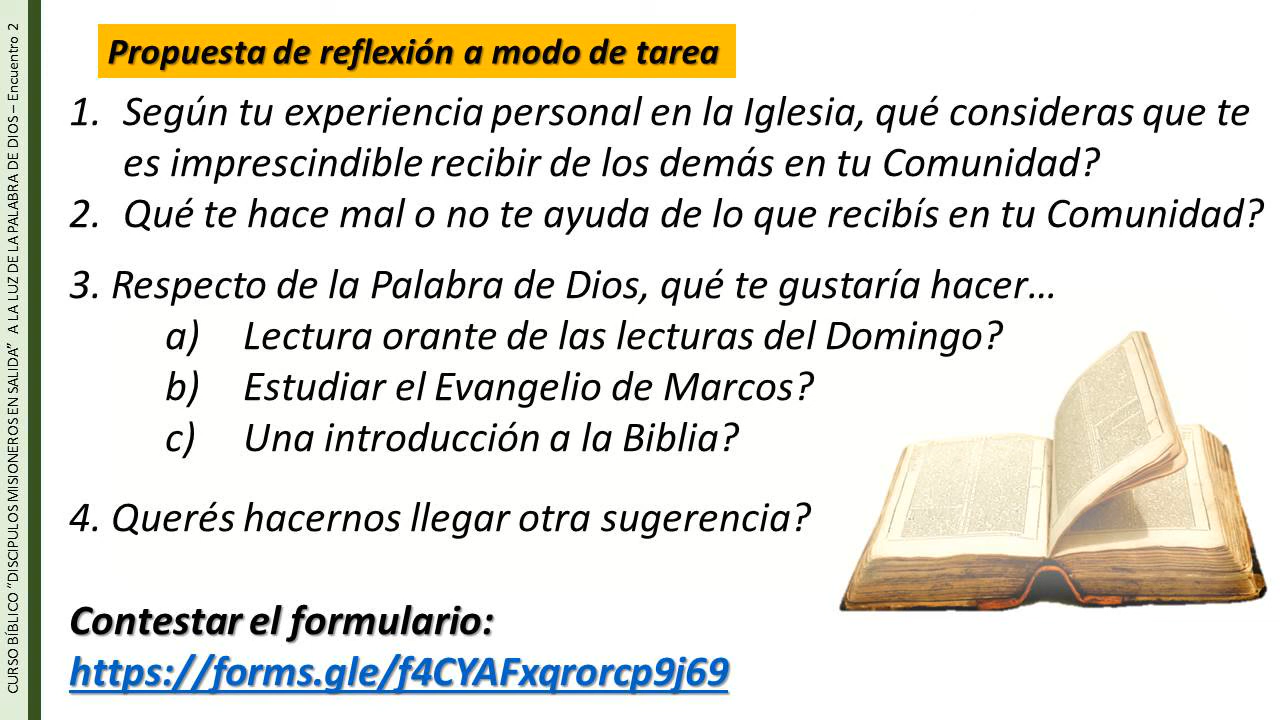 CURSO BÍBLICO "DISCIPULOS MISIONEROS EN SALIDA" A LA LUZ DE LA PALABRA DE DIOS – Encuentro 2
Propuesta de reflexión a modo de tarea
1. Según tu experiencia personal en la Iglesia, qué consideras que te
es imprescindible recibir de los demás en tu Comunidad?
2. Qué te hace mal o no te ayuda de lo que recibís en tu Comunidad?
3. Respecto de la Palabra de Dios, qué te gustaría hacer…
a) Lectura orante de las lecturas del Domingo?
b) Estudiar el Evangelio de Marcos?
c) Una introducción a la Biblia?
4. Querés hacernos llegar otra sugerencia?
Contestar el formulario:
https://forms.gle/f4CYAFxqrorcp9j69